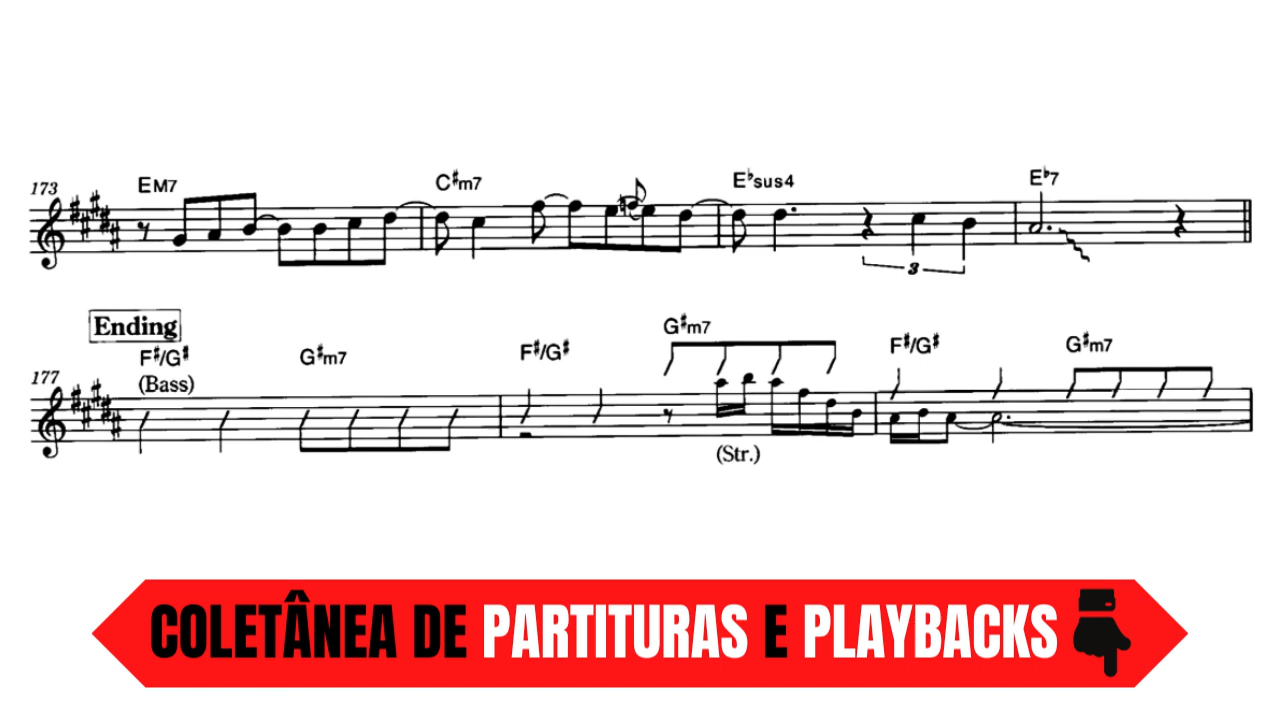 173 EM7 C♯m7 E♭sus4 E♭7
3
Ending
F♯/G♯ G♯m7 F♯/G♯ G♯m7 F♯/G♯ G♯m7
177 (Bass)
(Str.)
COLETÂNEA DE PARTITURAS E PLAYBACKS